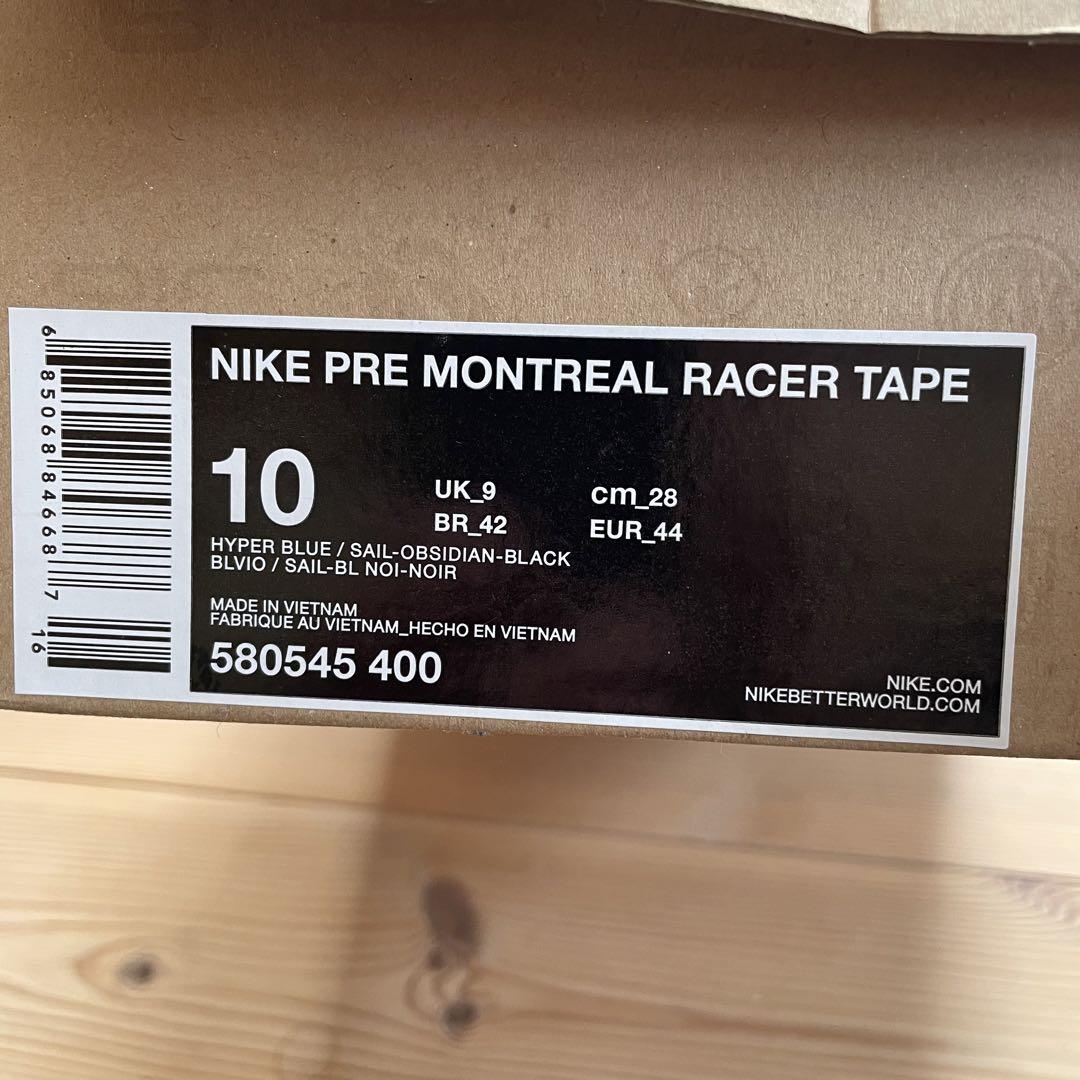 NIKE PRE MONTREAL RACER TAPE
10
UK_9 cm_28
BR_42 EUR_44
HYPER BLUE / SAIL-OBSIDIAN-BLACK
BLVIO / SAIL-BL NOI-NOIR
MADE IN VIETNAM
FABRIQUE AU VIETNAM_HECHO EN VIETNAM
580545 400
NIKE.COM
NIKEBETTERWORLD.COM
6 85068 84668 7 16